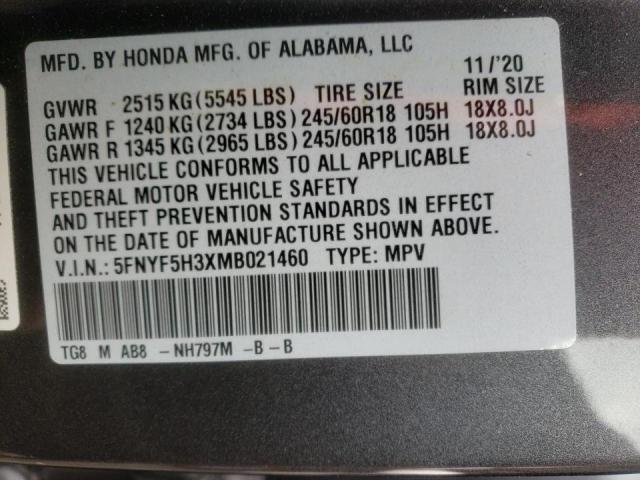 MFD. BY HONDA MFG. OF ALABAMA, LLC 11/'20
GVWR 2515 KG (5545 LBS) TIRE SIZE RIM SIZE
GAWR F 1240 KG (2734 LBS) 245/60R18 105H 18X8.0J
GAWR R 1345 KG (2965 LBS) 245/60R18 105H 18X8.0J
THIS VEHICLE CONFORMS TO ALL APPLICABLE
FEDERAL MOTOR VEHICLE SAFETY
AND THEFT PREVENTION STANDARDS IN EFFECT
ON THE DATE OF MANUFACTURE SHOWN ABOVE.
V.I.N.: 5FNYF5H3XMB021460 TYPE: MPV
TG8 M AB8 - NH797M - B - B